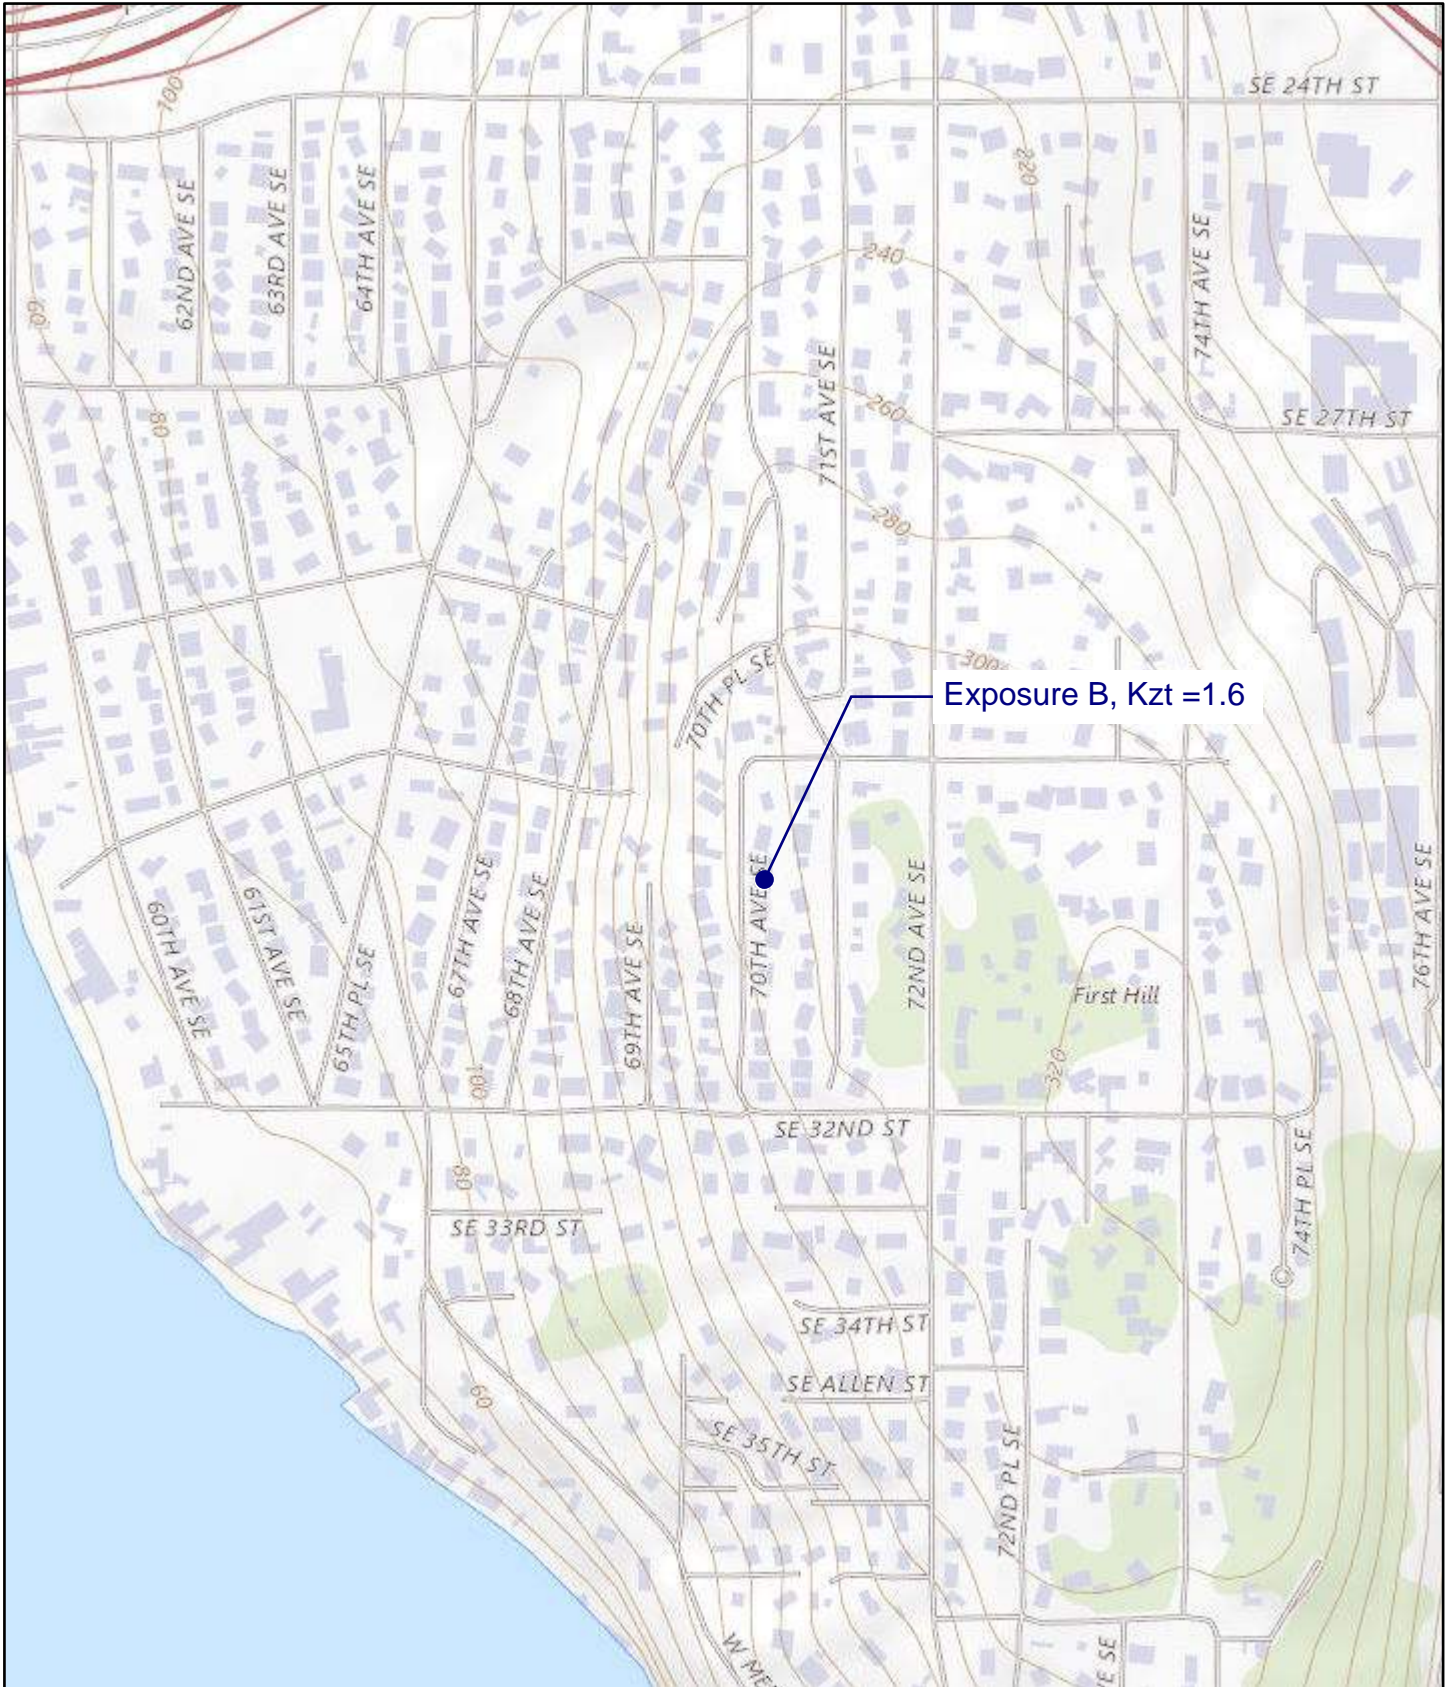 100
SE 24TH ST
220
62ND AVE SE
63RD AVE SE
64TH AVE SE
74TH AVE SE
240
60
71ST AVE SE
260
80
SE 27TH ST
280
300
70TH PL SE
Exposure B, Kzt =1.6
70TH AVE SE
72ND AVE SE
76TH AVE SE
67TH AVE SE
68TH AVE SE
61ST AVE SE
60TH AVE SE
69TH AVE SE
65TH PL SE
First Hill
320
100
SE 32ND ST
80
74TH PL SE
SE 33RD ST
SE 34TH ST
SE ALLEN ST
60
SE 35TH ST
72ND PL SE
W ME
E SE